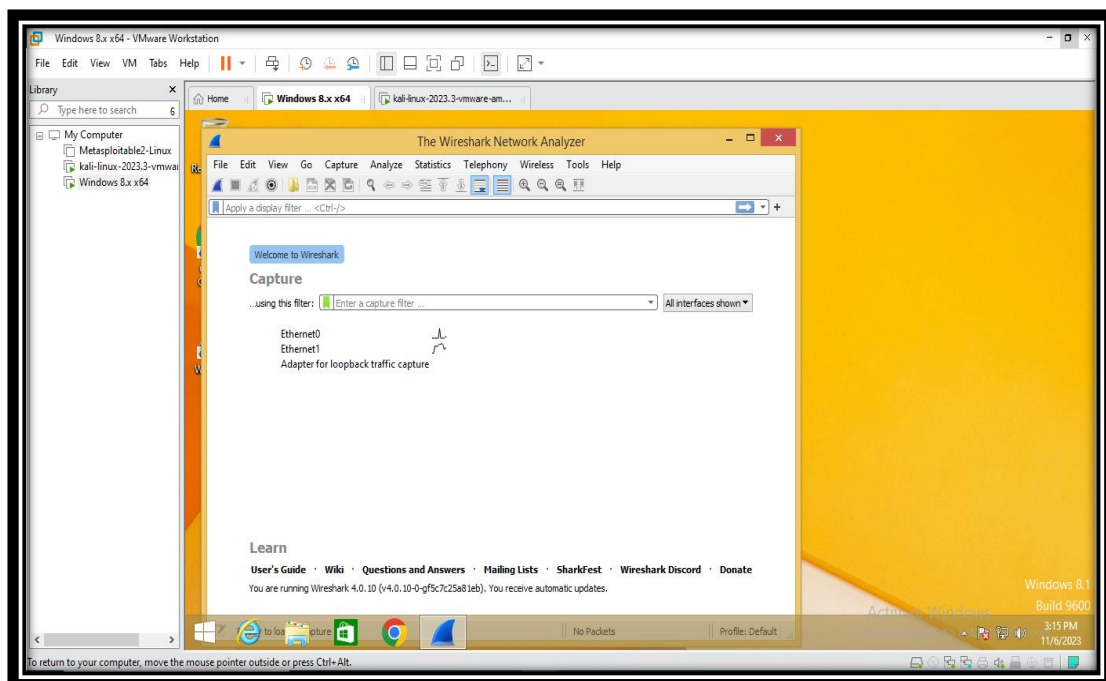 Windows 8.x x64 - VMware Workstation
File Edit View VM Tabs Help
Library
Type here to search 6
Home Windows 8.x x64 kali-linux-2023.3-vmware-am...
My Computer
Metasploitable2-Linux
kali-linux-2023.3-vmwar
Windows 8.x x64
The Wireshark Network Analyzer
File Edit View Go Capture Analyze Statistics Telephony Wireless Tools Help
Apply a display filter ... <Ctrl-/>
Welcome to Wireshark
Capture
...using this filter: Enter a capture filter ... All interfaces shown
Ethernet0
Ethernet1
Adapter for loopback traffic capture
Learn
User's Guide · Wiki · Questions and Answers · Mailing Lists · SharkFest · Wireshark Discord · Donate
You are running Wireshark 4.0.10 (v4.0.10-0-gf5c7c25a81eb). You receive automatic updates.
Windows 8.1
Build 9600
No Packets Profile: Default
3:15 PM
11/6/2023
To return to your computer, move the mouse pointer outside or press Ctrl+Alt.